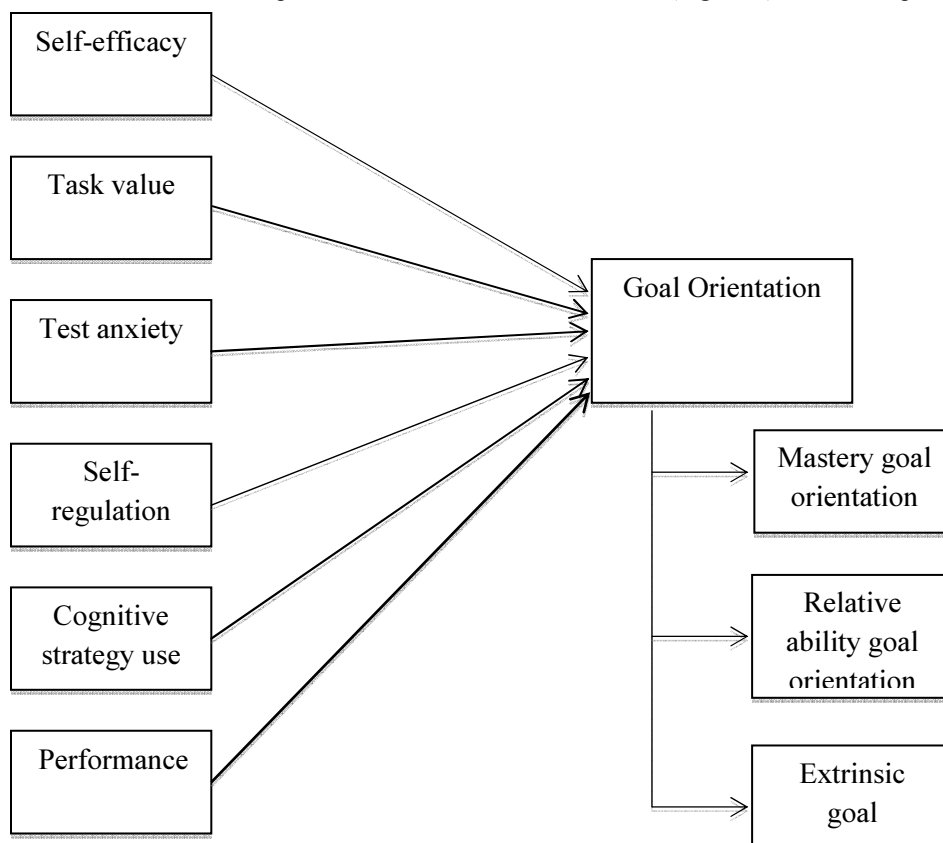 Self-efficacy
Task value
Test anxiety
Self-
regulation
Cognitive
strategy use
Performance
Goal Orientation
Mastery goal
orientation
Relative
ability goal
orientation
Extrinsic
goal